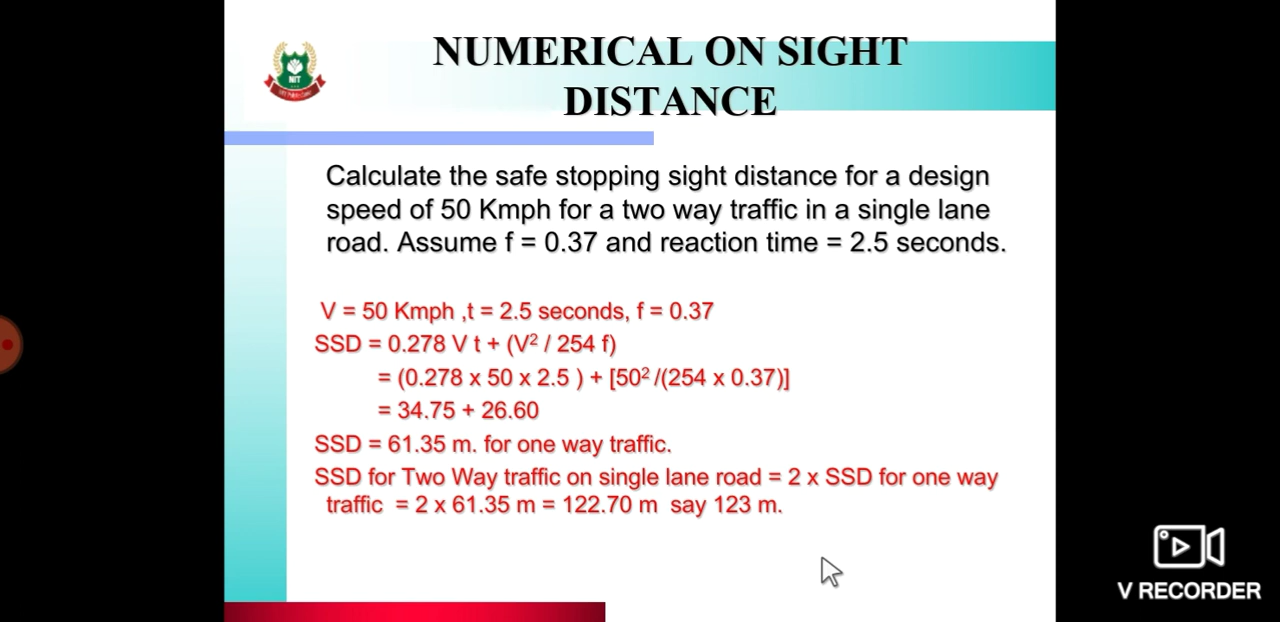 NUMERICAL ON SIGHT
DISTANCE
NIT
Calculate the safe stopping sight distance for a design
speed of 50 Kmph for a two way traffic in a single lane
road. Assume f = 0.37 and reaction time = 2.5 seconds.
V = 50 Kmph ,t = 2.5 seconds, f = 0.37
SSD = 0.278 V t + (V² / 254 f)
= (0.278 x 50 x 2.5 ) + [50² /(254 x 0.37)]
= 34.75 + 26.60
SSD = 61.35 m. for one way traffic.
SSD for Two Way traffic on single lane road = 2 x SSD for one way
traffic = 2 x 61.35 m = 122.70 m say 123 m.
V RECORDER